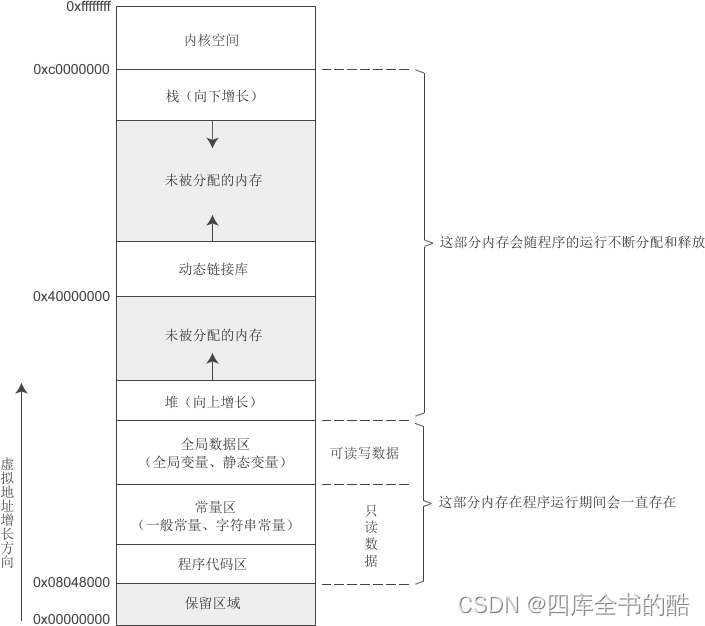 0xffffffff
内核空间
0xc0000000
栈（向下增长）
未被分配的内存
这部分内存会随程序的运行不断分配和释放
动态链接库
0x40000000
未被分配的内存
堆（向上增长）
全局数据区
（全局变量、静态变量）
可读写数据
虚拟地址增长方向
常量区
（一般常量、字符串常量）
只读数据
这部分内存在程序运行期间会一直存在
程序代码区
0x08048000
保留区域
0x00000000
CSDN @四库全书的酷